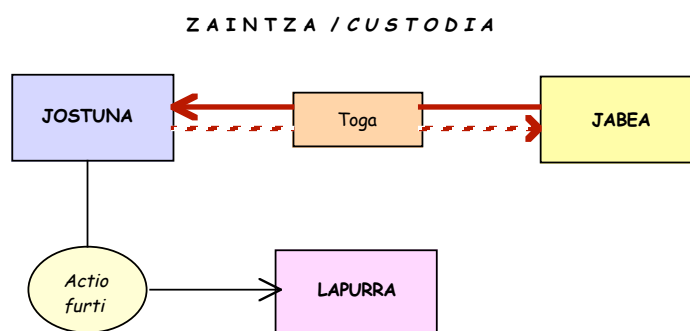 ZAINTZA / CUSTODIA
JOSTUNA
Toga
JABEA
Actio
furti
LAPURRA